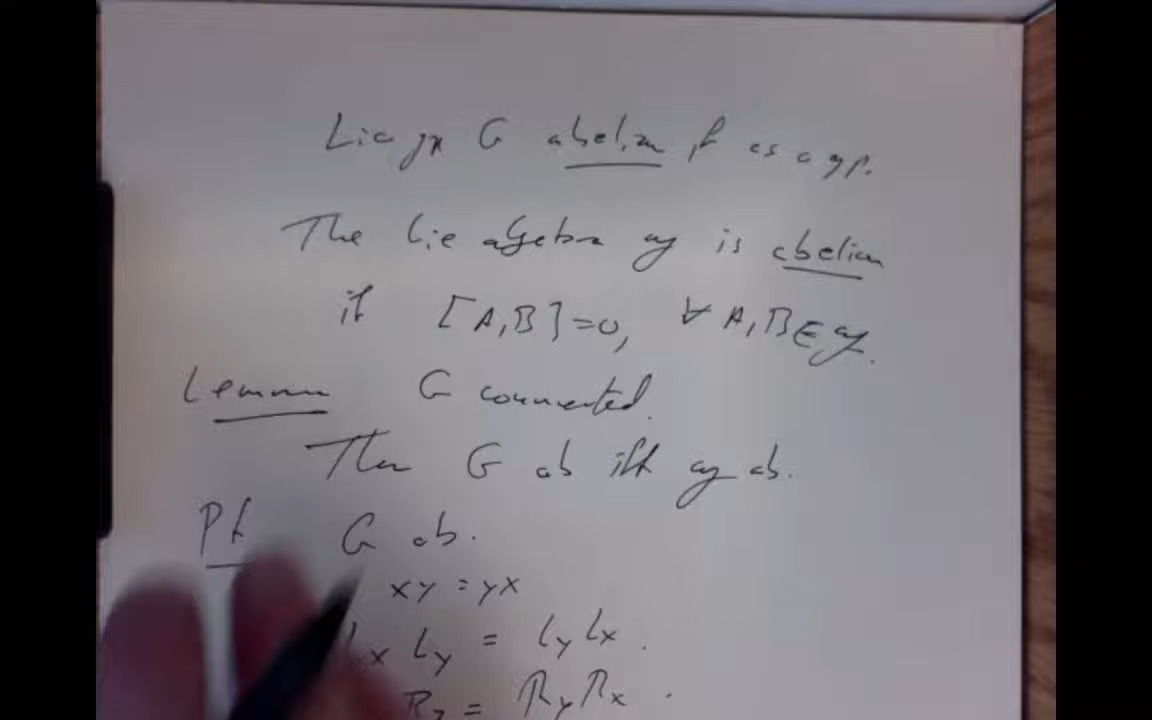 Lie gp G abelian if as a gp.
The Lie algebra 𝔤 is abelian
if [A,B]=0, ∀ A,B∈𝔤.
Lemma G connected.
Then G ab iff 𝔤 ab.
Pf G ab.
xy = yx
Lx Ly = Ly Lx.
= Ry Rx.